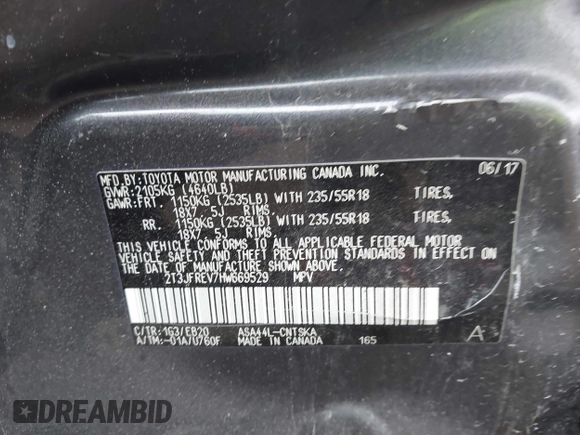 MFD.BY:TOYOTA MOTOR MANUFACTURING CANADA INC. 06/17
GVWR:2105KG (4640LB)
GAWR:FRT. 1150KG (2535LB) WITH 235/55R18 TIRES,
18X7 5J RIMS.
RR. 1150KG (2535LB) WITH 235/55R18 TIRES,
18X7 5J RIMS.
THIS VEHICLE CONFORMS TO ALL APPLICABLE FEDERAL MOTOR
VEHICLE SAFETY AND THEFT PREVENTION STANDARDS IN EFFECT ON
THE DATE OF MANUFACTURE SHOWN ABOVE.
2T3JFREV7HW669529 MPV
C/TR:1G3/EB20 ASA44L-CNTSKA
A/TM:-01A/U760F MADE IN CANADA 165 A
DREAMBID